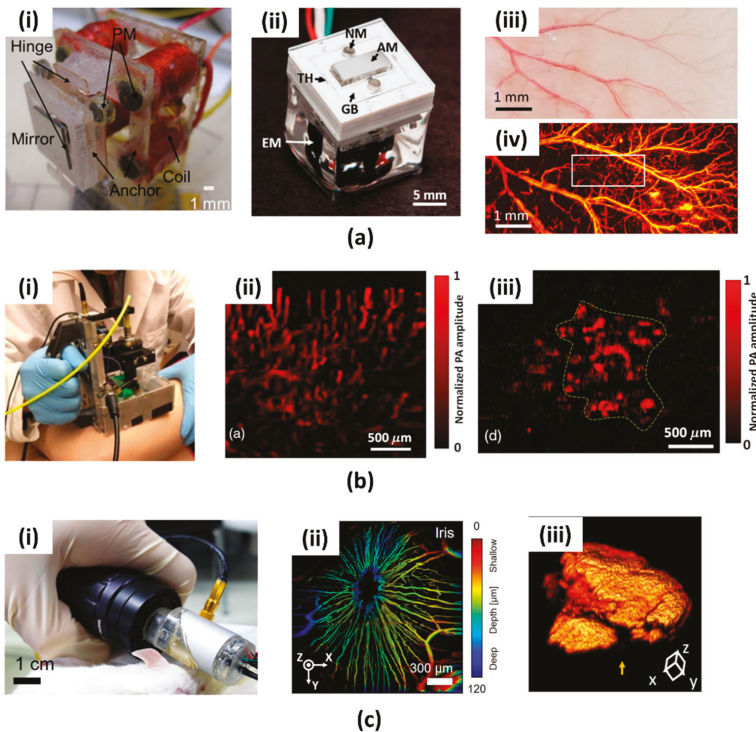 (i)
Hinge
PM
Mirror
Anchor
Coil
1 mm
(ii)
NM
AM
TH
GB
EM
5 mm
(iii)
1 mm
(iv)
1 mm
(a)
(i)
(ii)
(a)
500 µm
1
Normalized PA amplitude
0
(iii)
(d)
500 µm
1
Normalized PA amplitude
0
(b)
(i)
1 cm
(ii)
Iris
Z
X
Y
300 µm
0
Shallow
Depth [µm]
Deep
120
(iii)
z
x
y
(c)